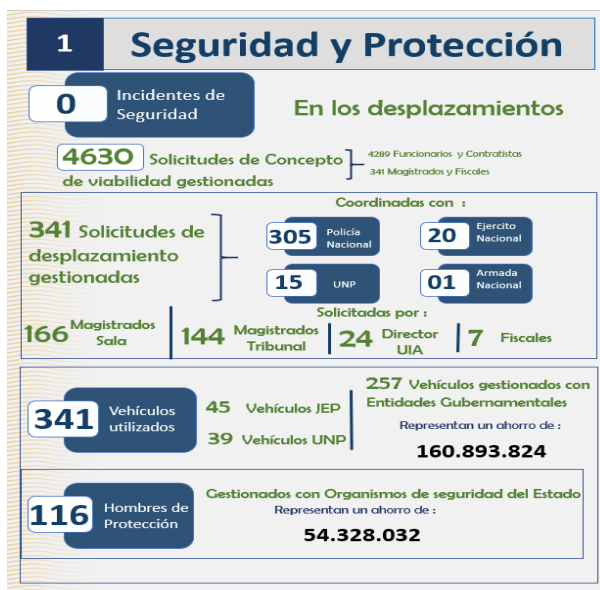 1
Seguridad y Protección
0
Incidentes de
Seguridad
En los desplazamientos
4630 Solicitudes de Concepto
de viabilidad gestionadas
4289 Funcionarios y Contratistas
341 Magistrados y Fiscales
Coordinadas con :
341 Solicitudes de
desplazamiento
gestionadas
305 Policía
Nacional
20 Ejercito
Nacional
15 UNP
01 Armada
Nacional
Solicitadas por :
166 Magistrados
Sala
144 Magistrados
Tribunal
24 Director
UIA
7 Fiscales
341 Vehículos
utilizados
45 Vehículos JEP
39 Vehículos UNP
257 Vehículos gestionados con
Entidades Gubernamentales
Representan un ahorro de :
160.893.824
116 Hombres de
Protección
Gestionados con Organismos de seguridad del Estado
Representan un ahorro de :
54.328.032